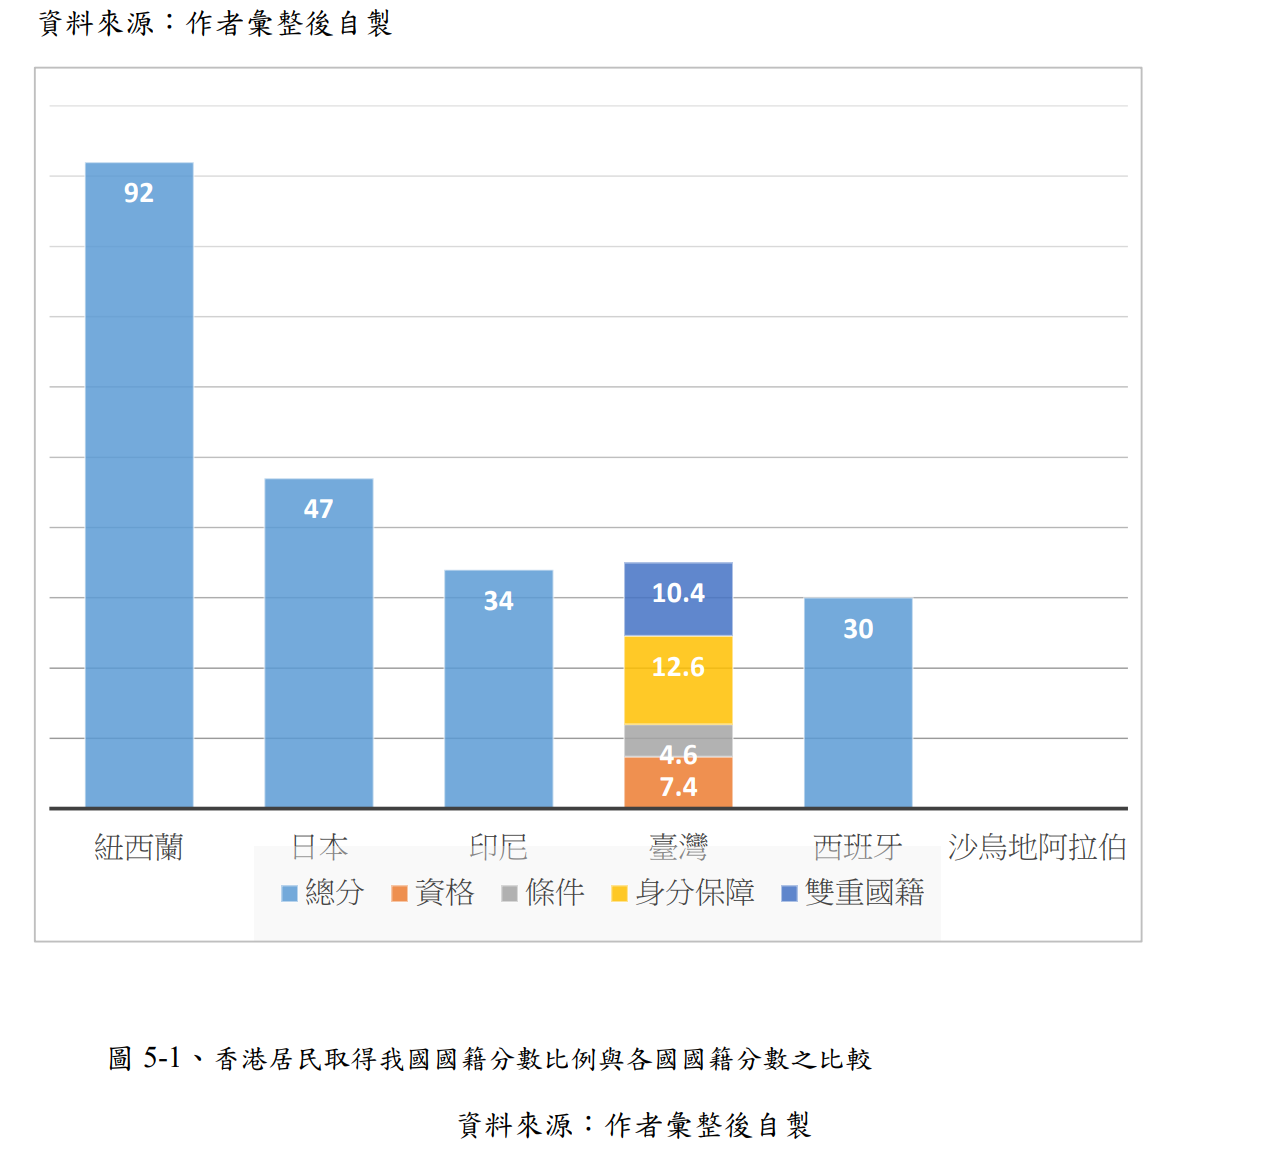 資料來源：作者彙整後自製
92
47
34
10.4
12.6
4.6
7.4
30
紐西蘭 日本 印尼 臺灣 西班牙 沙烏地阿拉伯
總分 資格 條件 身分保障 雙重國籍
圖 5-1、香港居民取得我國國籍分數比例與各國國籍分數之比較
資料來源：作者彙整後自製